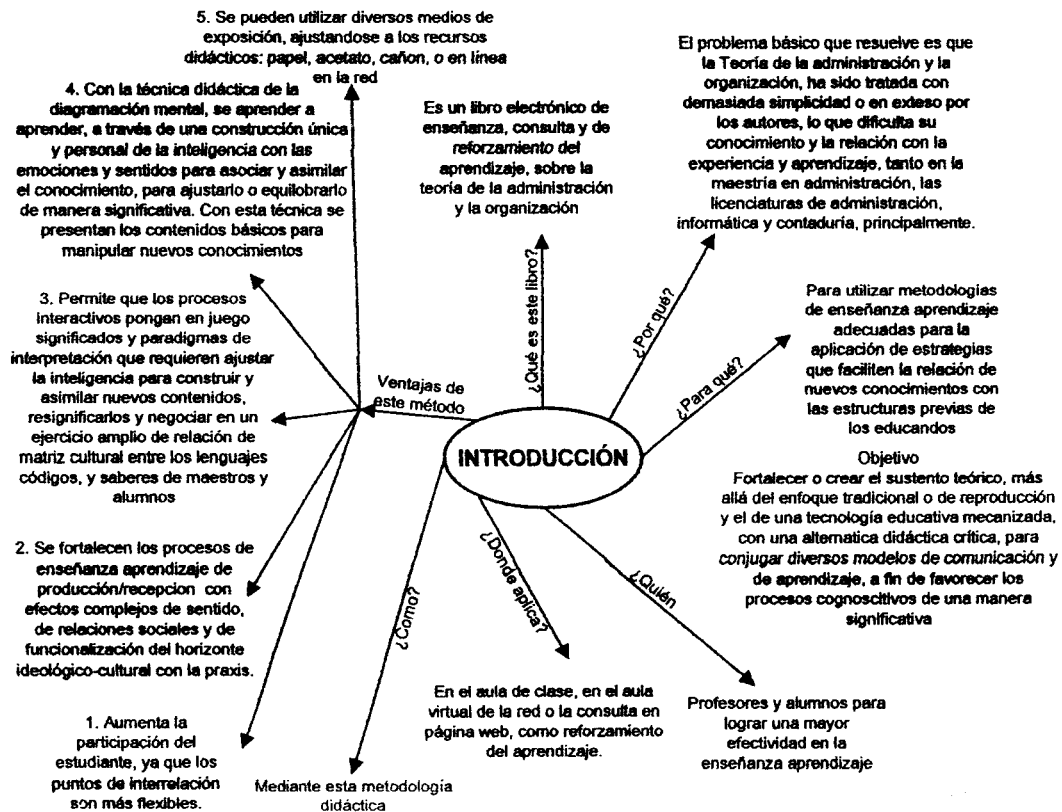 5. Se pueden utilizar diversos medios de
exposición, ajustandose a los recursos
didácticos: papel, acetato, cañon, o en línea
en la red
4. Con la técnica didáctica de la
diagramación mental, se aprender a
aprender, a través de una construcción única
y personal de la inteligencia con las
emociones y sentidos para asociar y asimilar
el conocimiento, para ajustarlo o equilobrarlo
de manera significativa. Con esta técnica se
presentan los contenidos básicos para
manipular nuevos conocimientos
3. Permite que los procesos
interactivos pongan en juego
significados y paradigmas de
interpretación que requieren ajustar
la inteligencia para construir y
asimilar nuevos contenidos,
resignificarlos y negociar en un
ejercicio amplio de relación de
matriz cultural entre los lenguajes
códigos, y saberes de maestros y
alumnos
2. Se fortalecen los procesos de
enseñanza aprendizaje de
producción/recepcion con
efectos complejos de sentido,
de relaciones sociales y de
funcionalización del horizonte
ideológico-cultural con la praxis.
1. Aumenta la
participación del
estudiante, ya que los
puntos de interrelación
son más flexibles.
Ventajas de
este método
INTRODUCCIÓN
¿Qué es este libro?
Es un libro electrónico de
enseñanza, consulta y de
reforzamiento del
aprendizaje, sobre la
teoría de la administración
y la organización
¿Por qué?
El problema básico que resuelve es que
la Teoría de la administración y la
organización, ha sido tratada con
demasiada simplicidad o en exteso por
los autores, lo que dificulta su
conocimiento y la relación con la
experiencia y aprendizaje, tanto en la
maestría en administración, las
licenciaturas de administración,
informática y contaduría, principalmente.
¿Para qué?
Para utilizar metodologías
de enseñanza aprendizaje
adecuadas para la
aplicación de estrategias
que faciliten la relación de
nuevos conocimientos con
las estructuras previas de
los educandos
Objetivo
Fortalecer o crear el sustento teórico, más
allá del enfoque tradicional o de reproducción
y el de una tecnología educativa mecanizada,
con una alternatica didáctica crítica, para
conjugar diversos modelos de comunicación y
de aprendizaje, a fin de favorecer los
procesos cognoscitivos de una manera
significativa
¿Quién
Profesores y alumnos para
lograr una mayor
efectividad en la
enseñanza aprendizaje
¿Donde aplica?
En el aula de clase, en el aula
virtual de la red o la consulta en
página web, como reforzamiento
del aprendizaje.
¿Como?
Mediante esta metodología
didáctica